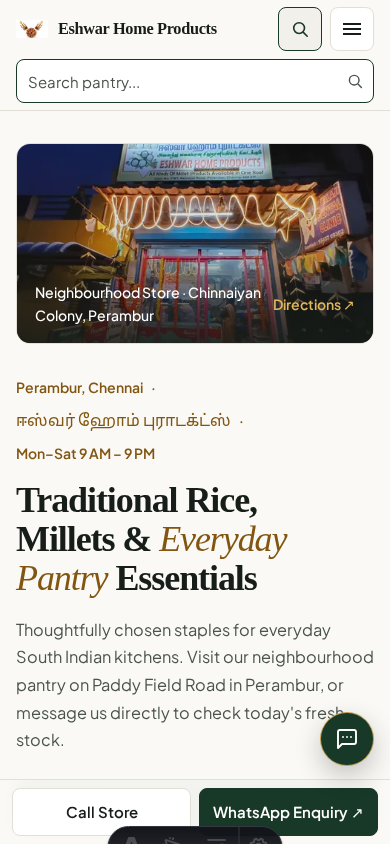 Eshwar Home Products
Search pantry...
ESHWAR HOME PRODUCTS
Neighbourhood Store · Chinnaiyan
Colony, Perambur
Directions ↗
Perambur, Chennai ·
ஈஸ்வர் ஹோம் புராடக்ட்ஸ் ·
Mon–Sat 9 AM – 9 PM
Traditional Rice,
Millets & Everyday
Pantry Essentials
Thoughtfully chosen staples for everyday
South Indian kitchens. Visit our neighbourhood
pantry on Paddy Field Road in Perambur, or
message us directly to check today's fresh
stock.
Call Store
WhatsApp Enquiry ↗